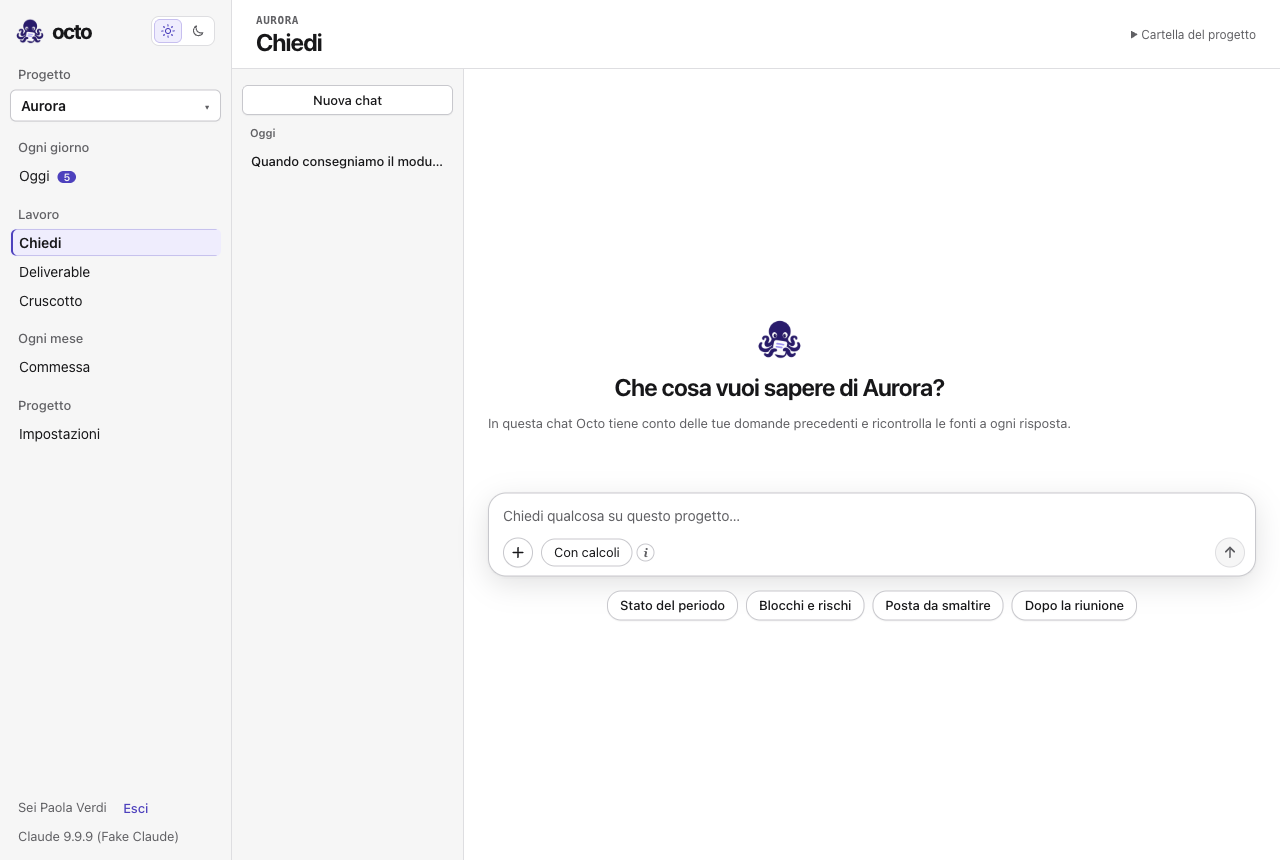 octo
Progetto
Aurora
Ogni giorno
Oggi 5
Lavoro
Chiedi
Deliverable
Cruscotto
Ogni mese
Commessa
Progetto
Impostazioni
Sei Paola Verdi Esci
Claude 9.9.9 (Fake Claude)
AURORA
Chiedi
Cartella del progetto
Nuova chat
Oggi
Quando consegniamo il modu...
Che cosa vuoi sapere di Aurora?
In questa chat Octo tiene conto delle tue domande precedenti e ricontrolla le fonti a ogni risposta.
Chiedi qualcosa su questo progetto...
+ Con calcoli i
Stato del periodo Blocchi e rischi Posta da smaltire Dopo la riunione